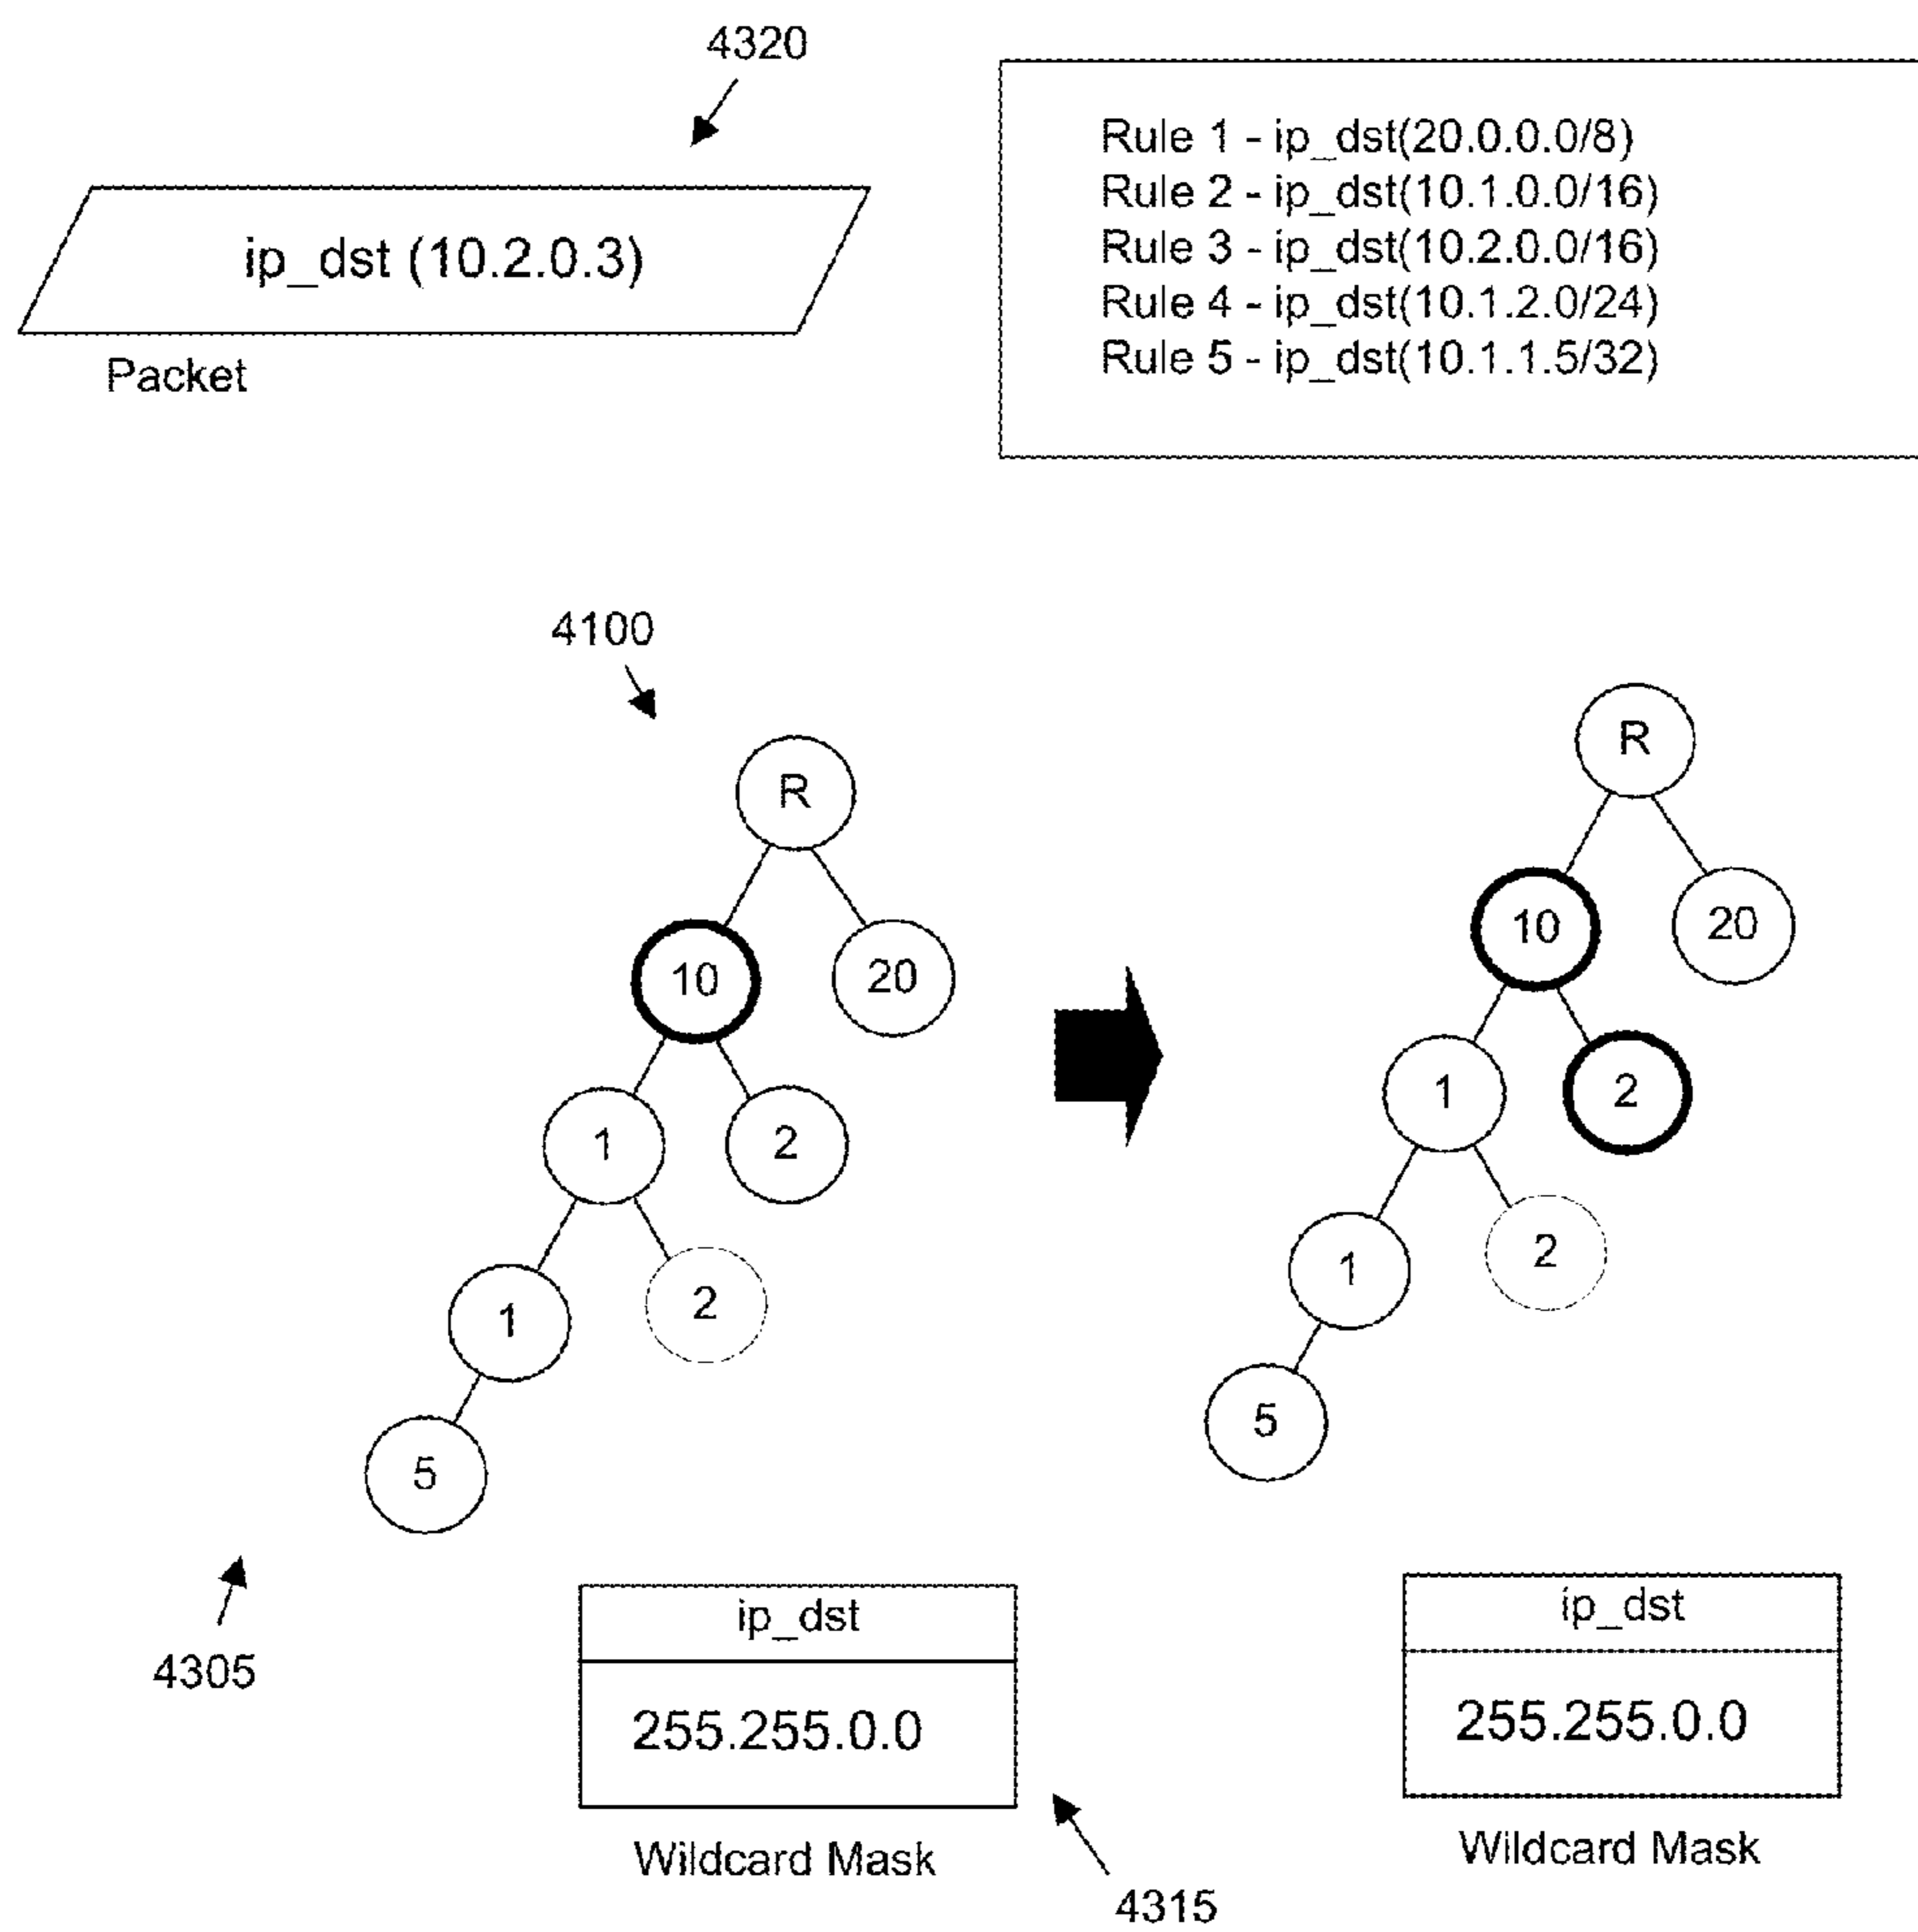 4320
ip_dst (10.2.0.3)
Packet
Rule 1 - ip_dst(20.0.0.0/8)
Rule 2 - ip_dst(10.1.0.0/16)
Rule 3 - ip_dst(10.2.0.0/16)
Rule 4 - ip_dst(10.1.2.0/24)
Rule 5 - ip_dst(10.1.1.5/32)
4100
R
10
20
1
2
1
2
5
4305
ip_dst
255.255.0.0
Wildcard Mask
4315
R
10
20
1
2
1
2
5
ip_dst
255.255.0.0
Wildcard Mask